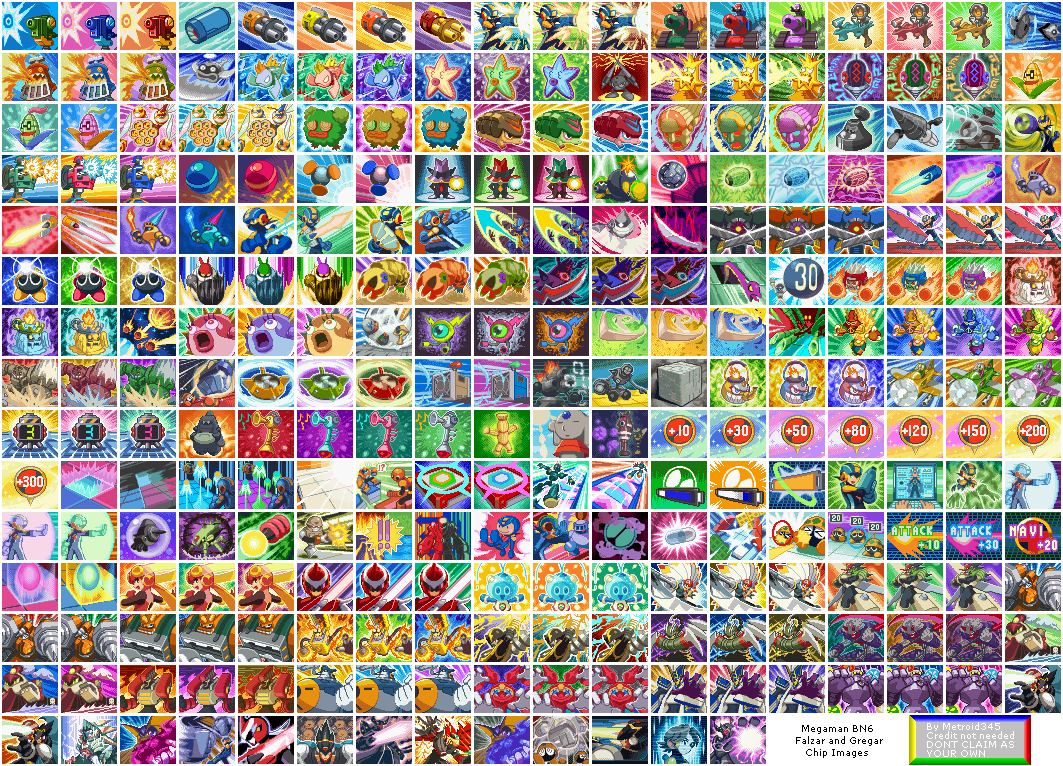 30
+10
+30
+50
+80
+120
+150
+200
+300
20
20
20
ATTACK
+10
ATTACK
+30
NAVI
+20
Megaman BN6
Falzar and Gregar
Chip Images
By Metroid345
Credit not needed
DONT CLAIM AS
YOUR OWN